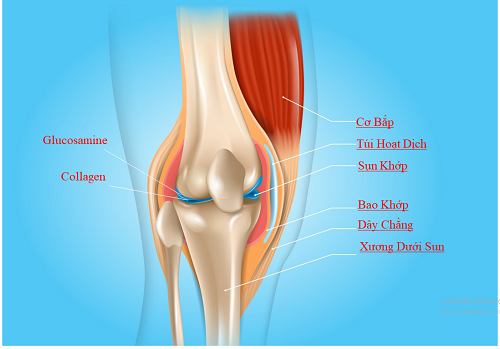 Cơ Bắp
Túi Hoạt Dịch
Glucosamine
Sụn Khớp
Collagen
Bao Khớp
Dây Chằng
Xương Dưới Sụn